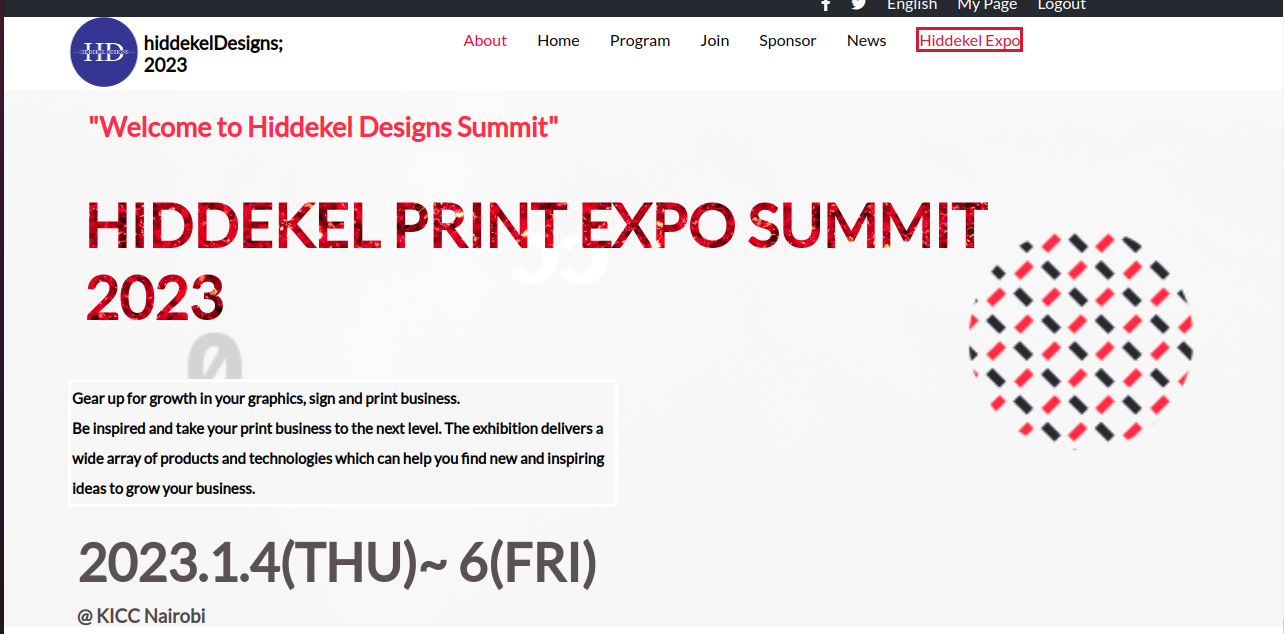 English My Page Logout
HD
HIDDEKEL DESIGNS
hiddekelDesigns;
2023
About Home Program Join Sponsor News Hiddekel Expo
"Welcome to Hiddekel Designs Summit"
HIDDEKEL PRINT EXPO SUMMIT
2023
Gear up for growth in your graphics, sign and print business.
Be inspired and take your print business to the next level. The exhibition delivers a
wide array of products and technologies which can help you find new and inspiring
ideas to grow your business.
2023.1.4(THU)~ 6(FRI)
@ KICC Nairobi